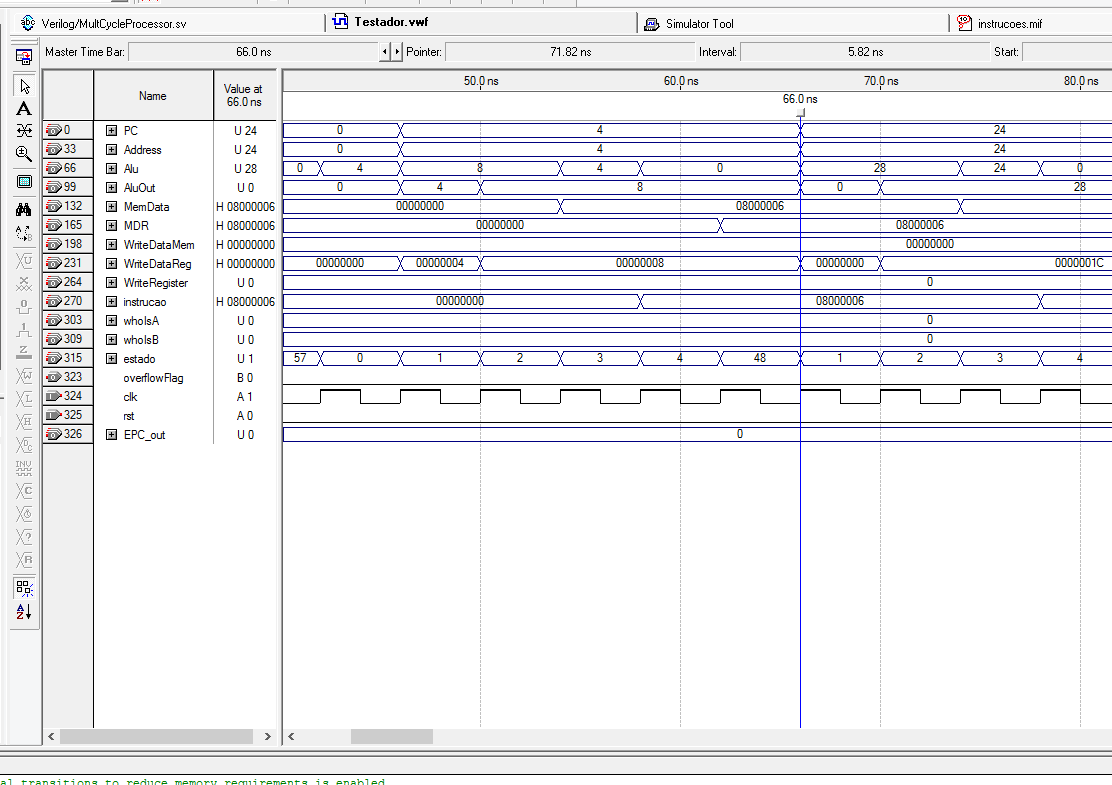 Verilog/MultCycleProcessor.sv Testador.vwf Simulator Tool instrucoes.mif
Master Time Bar: 66.0 ns Pointer: 71.82 ns Interval: 5.82 ns Start:
Name Value at 66.0 ns 50.0 ns 60.0 ns 70.0 ns 80.0 ns
66.0 ns
0 PC U 24 0 4 24
33 Address U 24 0 4 24
66 Alu U 28 0 4 8 4 0 28 24 0
99 AluOut U 0 0 4 8 0 28
132 MemData H 08000006 00000000 08000006
165 MDR H 08000006 00000000 08000006
198 WriteDataMem H 00000000 00000000
231 WriteDataReg H 00000000 00000000 00000004 00000008 00000000 0000001C
264 WriteRegister U 0 0
270 instrucao H 08000006 00000000 08000006
303 whoIsA U 0 0
309 whoIsB U 0 0
315 estado U 1 57 0 1 2 3 4 48 1 2 3 4
323 overflowFlag B 0
324 clk A 1
325 rst A 0
326 EPC_out U 0 0
al transitions to reduce memory requirements is enabled